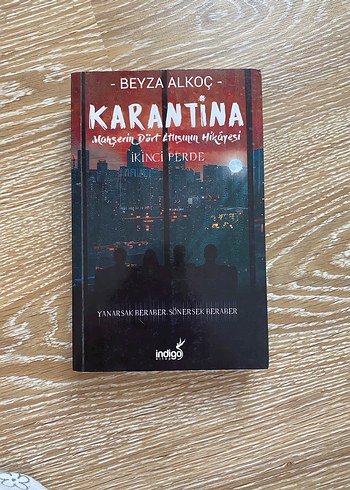 - BEYZA ALKOÇ -
KARANTİNA
Mahşerin Dört Atlısının Hikâyesi
İKİNCİ PERDE
YANARSAK BERABER, SÖNERSEK BERABER
indigo